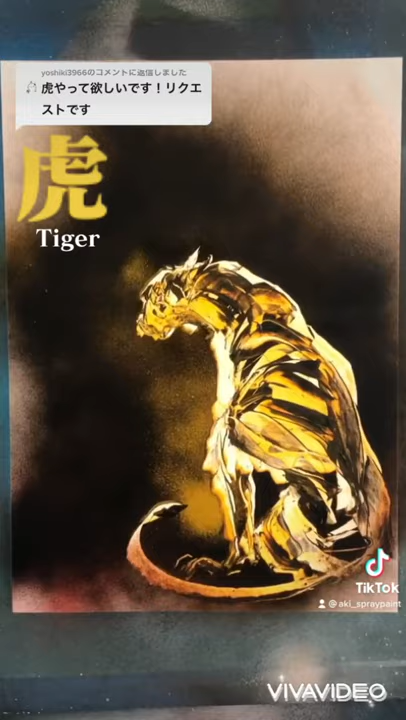 yoshiki3966のコメントに返信しました
虎やって欲しいです！リクエ
ストです
虎
Tiger
TikTok
@aki_spraypaint
VIVAVIDEO